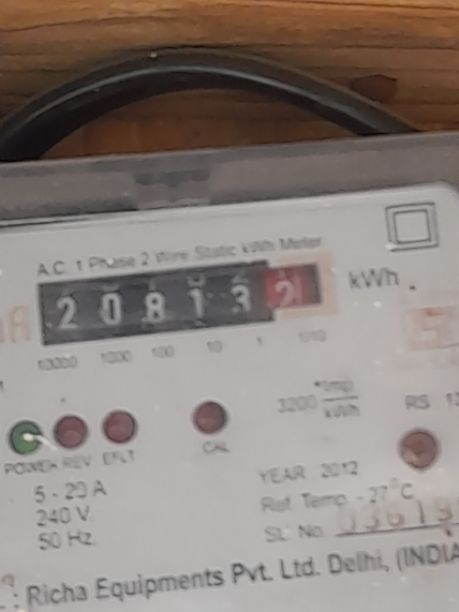 A.C. 1 Phase 2 Wire Static kWh Meter
2 0 8 1 3 2 kWh
10000 1000 100 10 1 1/10
3200 Imp/kWh
RS
POWER REV EFLT CAL
5 - 20 A
240 V
50 Hz
YEAR 2012
Ref. Temp. - 27°C
SL. No. 03619
Richa Equipments Pvt. Ltd. Delhi, (INDIA